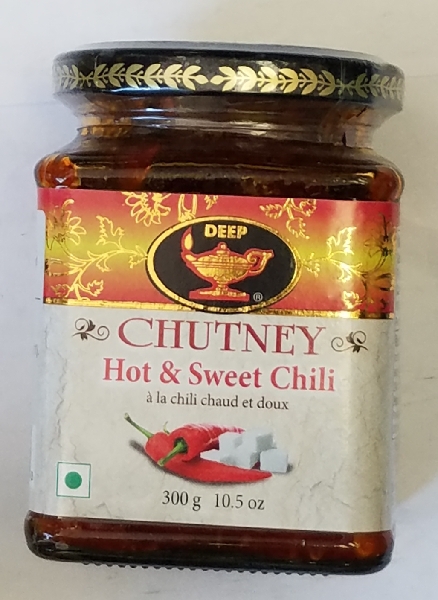 DEEP
®
CHUTNEY
Hot & Sweet Chili
à la chili chaud et doux
300 g 10.5 oz